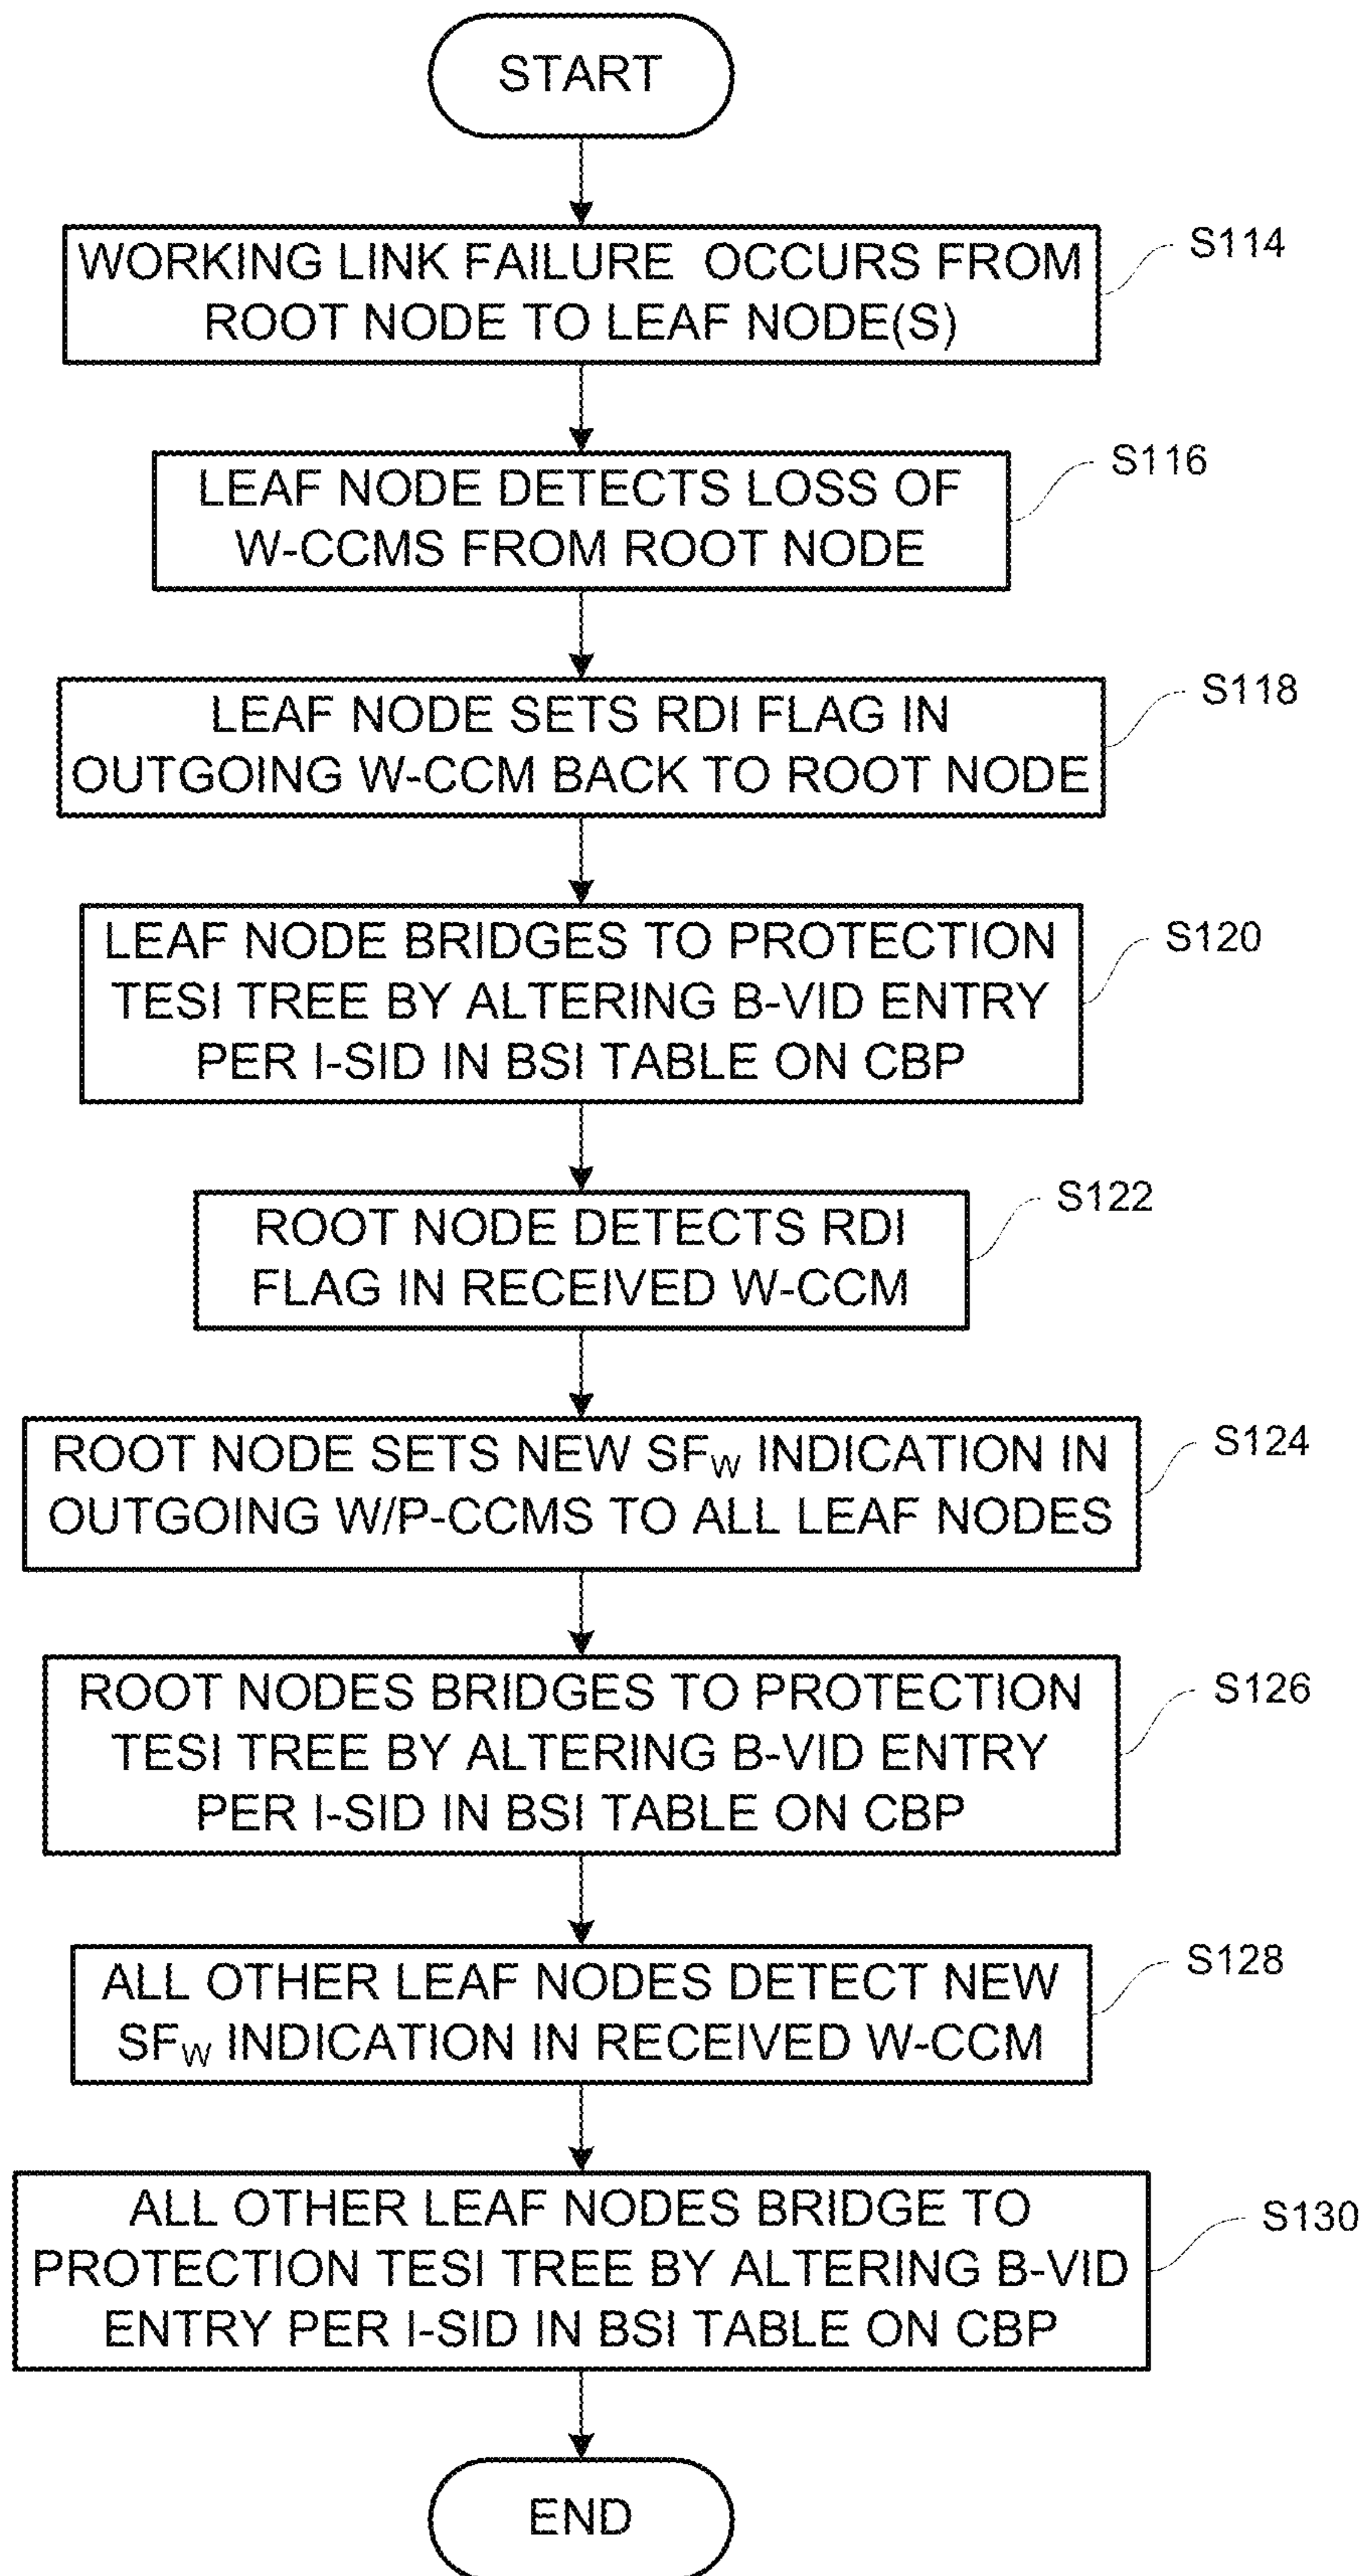 START
WORKING LINK FAILURE OCCURS FROM
ROOT NODE TO LEAF NODE(S)
S114
LEAF NODE DETECTS LOSS OF
W-CCMS FROM ROOT NODE
S116
LEAF NODE SETS RDI FLAG IN
OUTGOING W-CCM BACK TO ROOT NODE
S118
LEAF NODE BRIDGES TO PROTECTION
TESI TREE BY ALTERING B-VID ENTRY
PER I-SID IN BSI TABLE ON CBP
S120
ROOT NODE DETECTS RDI
FLAG IN RECEIVED W-CCM
S122
ROOT NODE SETS NEW SFW INDICATION IN
OUTGOING W/P-CCMS TO ALL LEAF NODES
S124
ROOT NODES BRIDGES TO PROTECTION
TESI TREE BY ALTERING B-VID ENTRY
PER I-SID IN BSI TABLE ON CBP
S126
ALL OTHER LEAF NODES DETECT NEW
SFW INDICATION IN RECEIVED W-CCM
S128
ALL OTHER LEAF NODES BRIDGE TO
PROTECTION TESI TREE BY ALTERING B-VID
ENTRY PER I-SID IN BSI TABLE ON CBP
S130
END